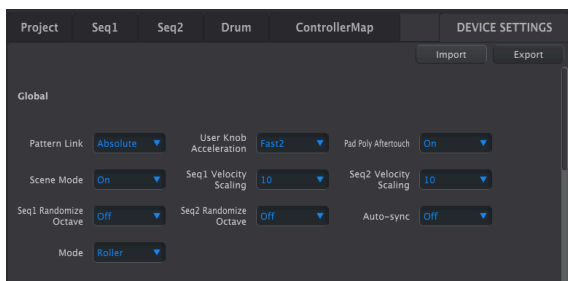 Project Seq1 Seq2 Drum ControllerMap DEVICE SETTINGS
Import Export
Global
Pattern Link Absolute User Knob Acceleration Fast2 Pad Poly Aftertouch On
Scene Mode On Seq1 Velocity Scaling 10 Seq2 Velocity Scaling 10
Seq1 Randomize Octave Off Seq2 Randomize Octave Off Auto-sync Off
Mode Roller